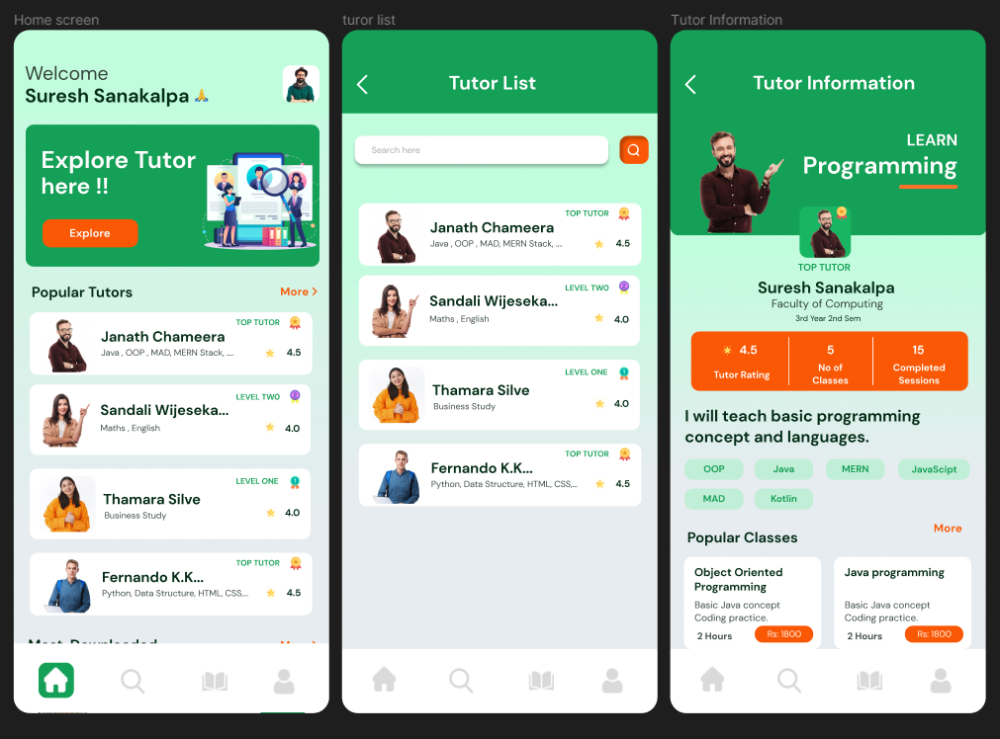 Home screen
Welcome
Suresh Sanakalpa 🙏
Explore Tutor
here !!
Explore
Popular Tutors
More >
TOP TUTOR
Janath Chameera
Java , OOP , MAD, MERN Stack, ....
4.5
LEVEL TWO
Sandali Wijeseka...
Maths , English
4.0
LEVEL ONE
Thamara Silve
Business Study
4.0
TOP TUTOR
Fernando K.K...
Python, Data Structure, HTML, CSS,...
4.5
turor list
Tutor List
Search here
TOP TUTOR
Janath Chameera
Java , OOP , MAD, MERN Stack, ....
4.5
LEVEL TWO
Sandali Wijeseka...
Maths , English
4.0
LEVEL ONE
Thamara Silve
Business Study
4.0
TOP TUTOR
Fernando K.K...
Python, Data Structure, HTML, CSS,...
4.5
Tutor Information
Tutor Information
LEARN
Programming
TOP TUTOR
Suresh Sanakalpa
Faculty of Computing
3rd Year 2nd Sem
4.5
Tutor Rating
5
No of
Classes
15
Completed
Sessions
I will teach basic programming
concept and languages.
OOP
Java
MERN
JavaScipt
MAD
Kotlin
More
Popular Classes
Object Oriented
Programming
Basic Java concept
Coding practice.
2 Hours
Rs: 1800
Java programming
Basic Java concept
Coding practice.
2 Hours
Rs: 1800